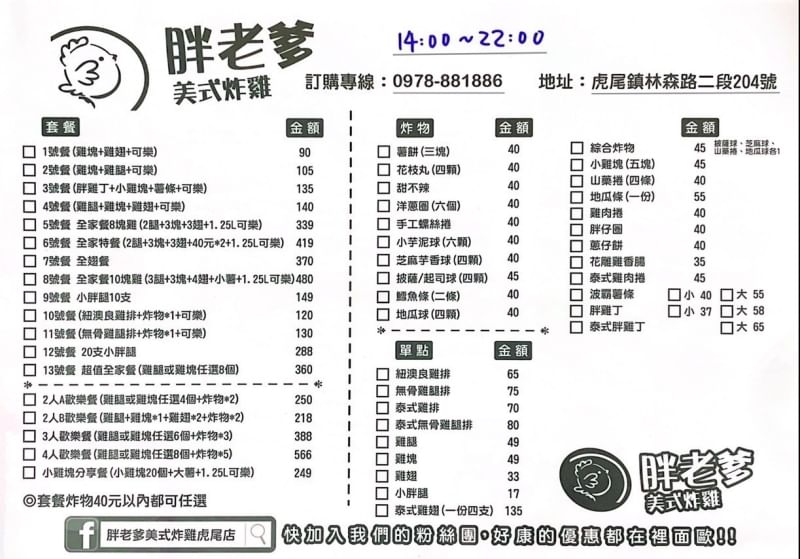 胖老爹
美式炸雞
14:00~22:00
訂購專線：0978-881886
地址：虎尾鎮林森路二段204號
套餐 金額
1號餐(雞塊+雞翅+可樂) 90
2號餐(雞塊+雞腿+可樂) 105
3號餐(胖雞丁+小雞塊+薯條+可樂) 135
4號餐(雞腿+雞塊+雞翅+可樂) 140
5號餐 全家餐8塊雞(2腿+3塊+3翅+1.25L可樂) 339
6號餐 全家特餐(2腿+3塊+3翅+40元*2+1.25L可樂) 419
7號餐 全翅餐 370
8號餐 全家餐10塊雞(3腿+3塊+4翅+小薯+1.25L可樂) 480
9號餐 小胖腿10支 149
10號餐(紐澳良雞排+炸物*1+可樂) 120
11號餐(無骨雞腿排+炸物*1+可樂) 130
12號餐 20支小胖腿 288
13號餐 超值全家餐(雞腿或雞塊任選8個) 360
2人A歡樂餐(雞腿或雞塊任選4個+炸物*2) 250
2人B歡樂餐(雞腿+雞塊*1+雞翅*2+炸物*2) 218
3人歡樂餐(雞腿或雞塊任選6個+炸物*3) 388
4人歡樂餐(雞腿或雞塊任選8個+炸物*5) 566
小雞塊分享餐(小雞塊20個+大薯+1.25L可樂) 249
◎套餐炸物40元以內都可任選
炸物 金額
薯餅(三塊) 40
花枝丸(四顆) 40
甜不辣 40
洋蔥圈(六個) 40
手工螺絲捲 40
小芋泥球(六顆) 40
芝麻芋香球(四顆) 40
披薩/起司球(四顆) 45
鱈魚條(二條) 40
地瓜球(四顆) 40
單點 金額
紐澳良雞排 65
無骨雞腿排 75
泰式雞排 70
泰式無骨雞腿排 80
雞腿 49
雞塊 49
雞翅 33
小胖腿 17
泰式雞翅(一份四支) 135
金額
綜合炸物 45 披薩球、芝麻球、
山藥捲、地瓜球各1
小雞塊(五塊) 45
山藥捲(四條) 40
地瓜條(一份) 55
雞肉捲 40
胖仔圈 40
蔥仔餅 40
花雕雞香腸 35
泰式雞肉捲 45
波霸薯條 小 40 大 55
胖雞丁 小 37 大 58
泰式胖雞丁 大 65
胖老爹
美式炸雞
胖老爹美式炸雞虎尾店
快加入我們的粉絲團，好康的優惠都在裡面歐!!